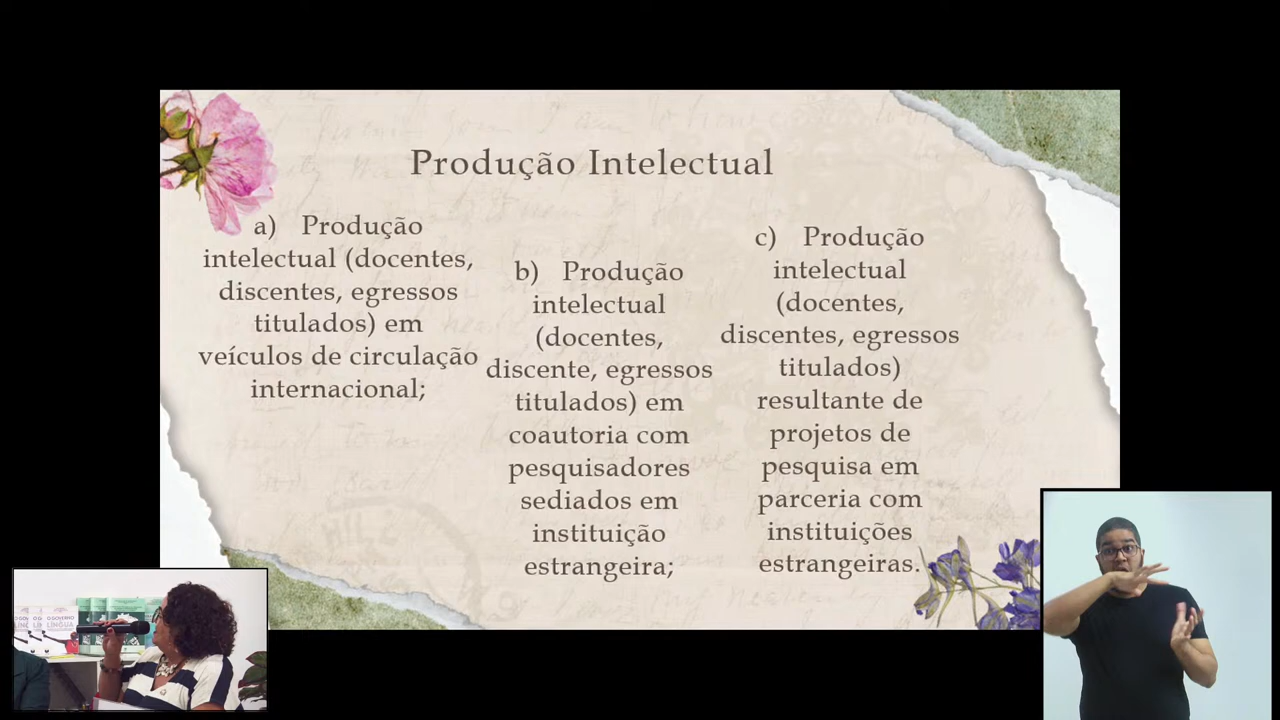 Produção Intelectual
a) Produção
intelectual (docentes,
discentes, egressos
titulados) em
veículos de circulação
internacional;
b) Produção
intelectual
(docentes,
discente, egressos
titulados) em
coautoria com
pesquisadores
sediados em
instituição
estrangeira;
c) Produção
intelectual
(docentes,
discentes, egressos
titulados)
resultante de
projetos de
pesquisa em
parceria com
instituições
estrangeiras.
O GOVERNO
LÍNGUA